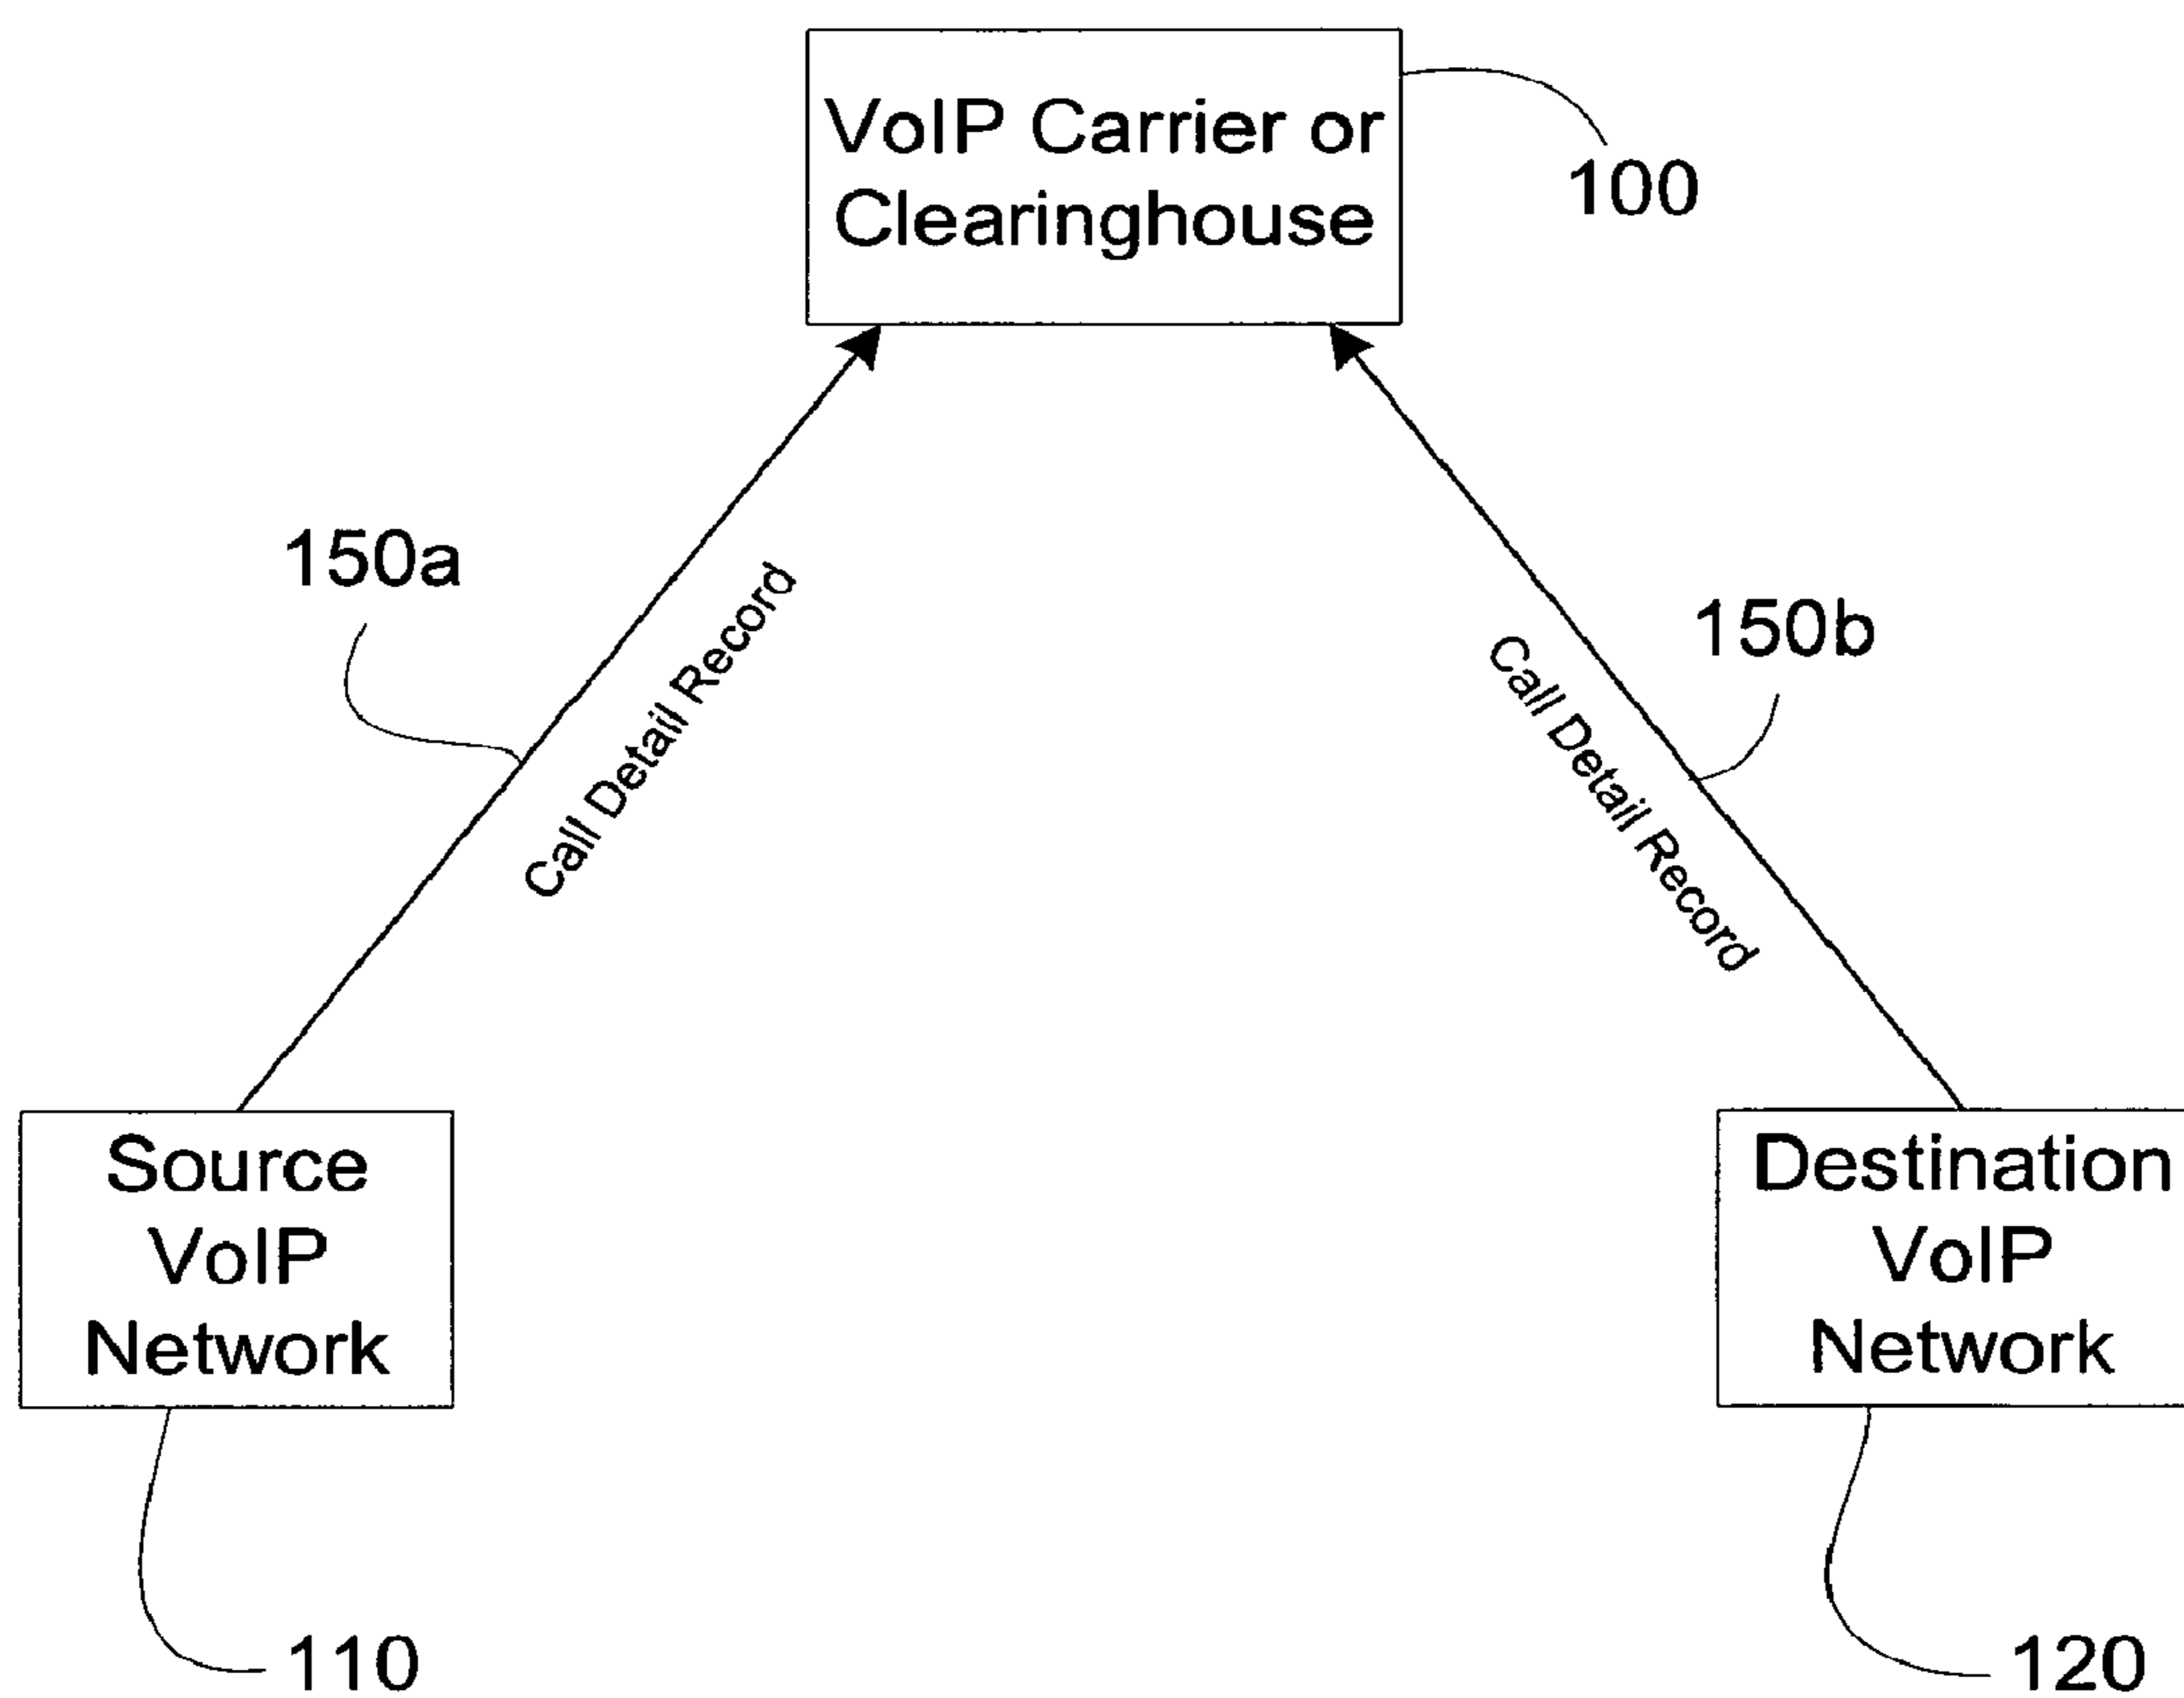 VoIP Carrier or
Clearinghouse
100
150a
Call Detail Record
150b
Call Detail Record
Source
VoIP
Network
Destination
VoIP
Network
110
120